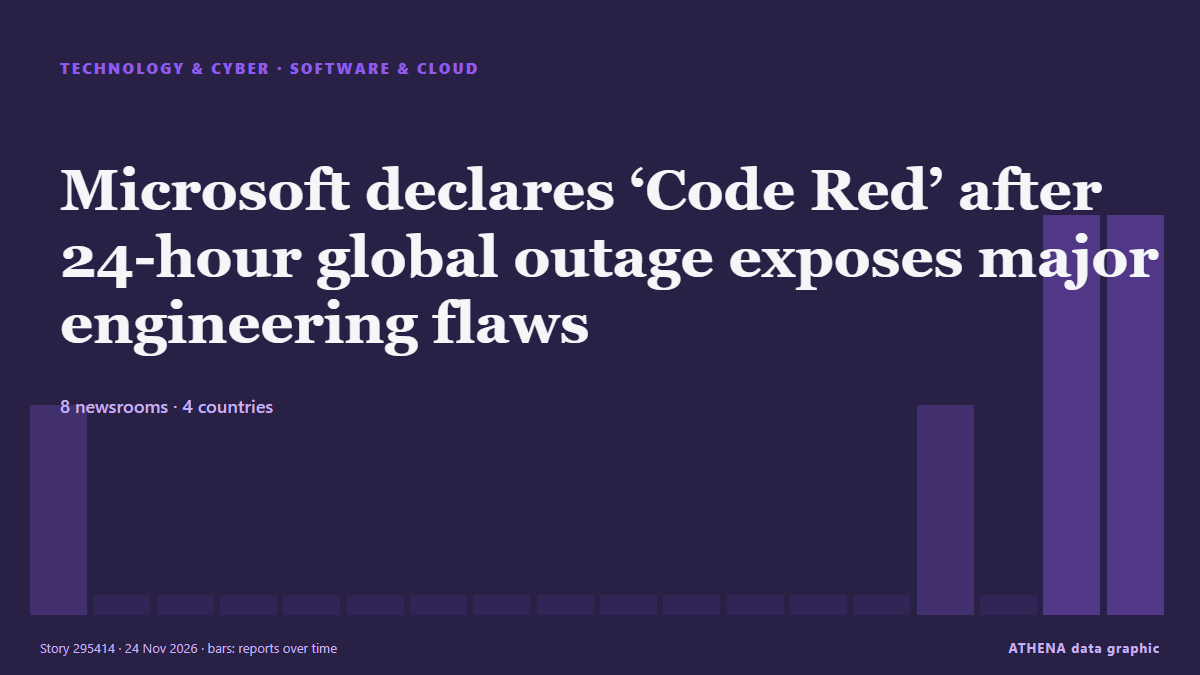 TECHNOLOGY & CYBER · SOFTWARE & CLOUD
Microsoft declares ‘Code Red’ after
24-hour global outage exposes major
engineering flaws
8 newsrooms · 4 countries
Story 295414 · 24 Nov 2026 · bars: reports over time
ATHENA data graphic